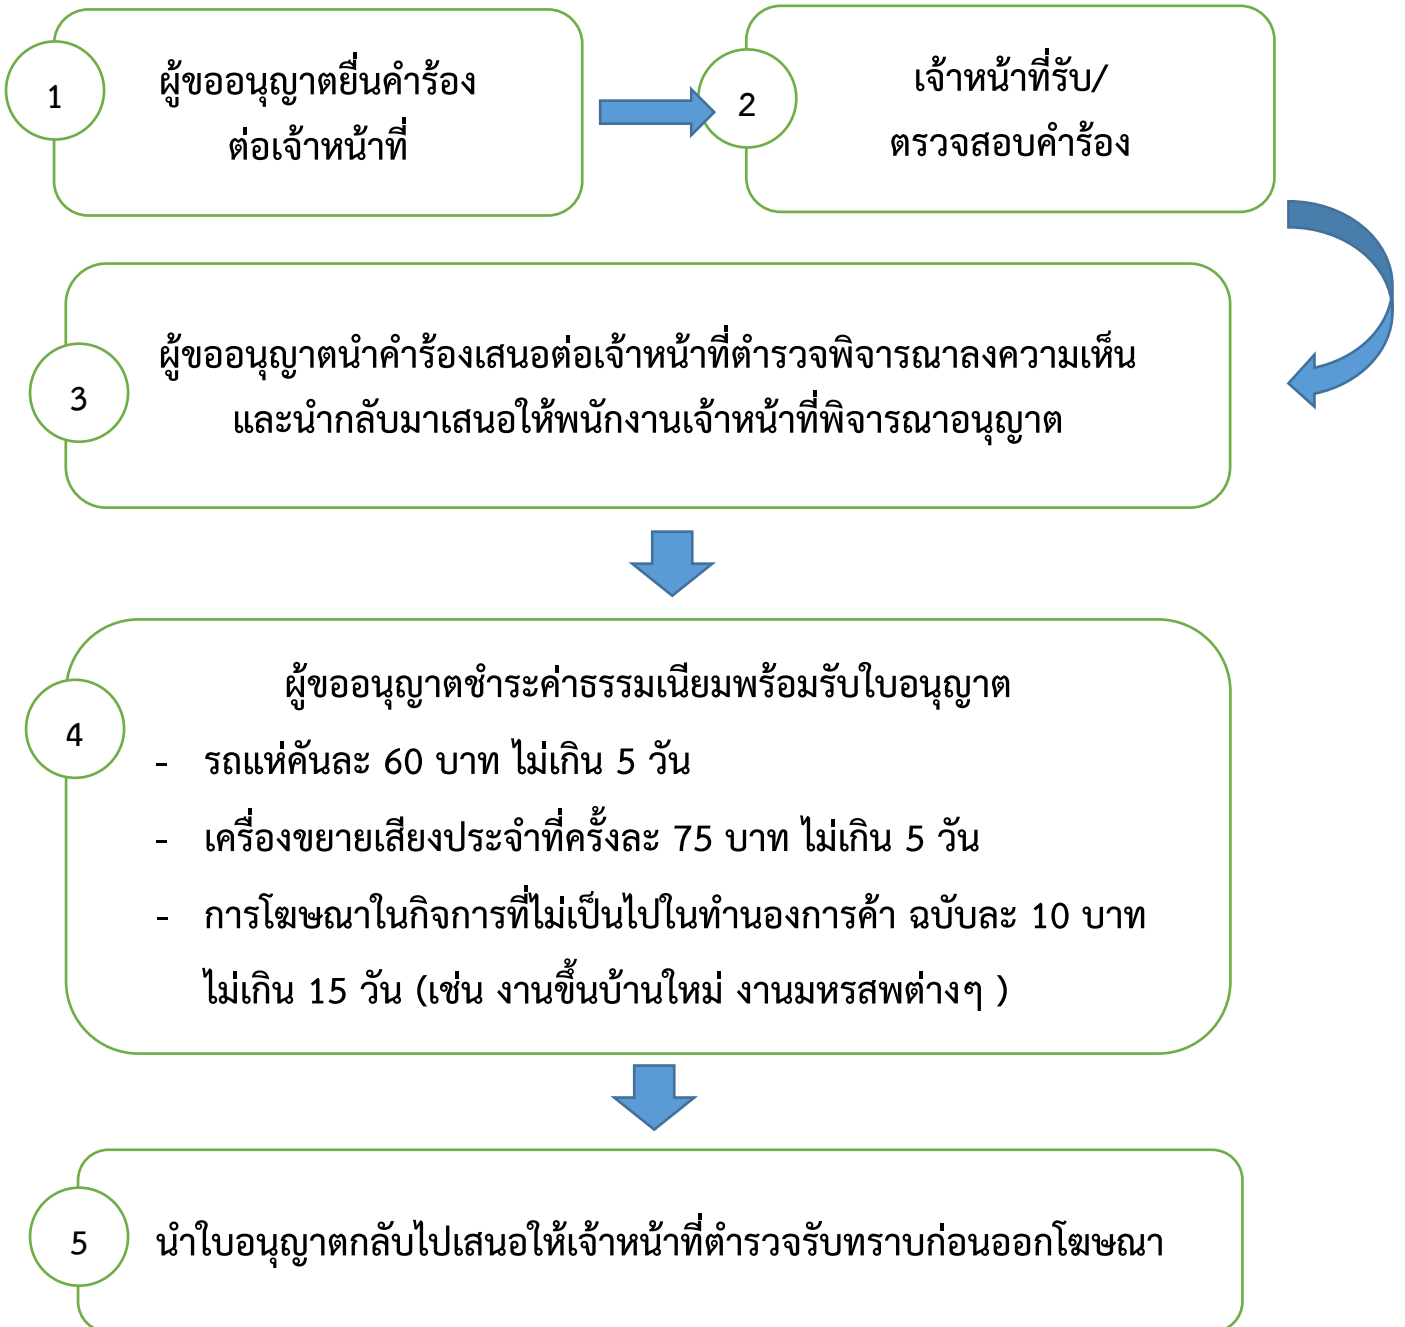 1
ผู้ขออนุญาตยื่นคำร้อง
ต่อเจ้าหน้าที่
2
เจ้าหน้าที่รับ/
ตรวจสอบคำร้อง
3
ผู้ขออนุญาตนำคำร้องเสนอต่อเจ้าหน้าที่ตำรวจพิจารณาลงความเห็น
และนำกลับมาเสนอให้พนักงานเจ้าหน้าที่พิจารณาอนุญาต
4
ผู้ขออนุญาตชำระค่าธรรมเนียมพร้อมรับใบอนุญาต
- รถแห่คันละ 60 บาท ไม่เกิน 5 วัน
- เครื่องขยายเสียงประจำที่ครั้งละ 75 บาท ไม่เกิน 5 วัน
- การโฆษณาในกิจการที่ไม่เป็นไปในทำนองการค้า ฉบับละ 10 บาท
ไม่เกิน 15 วัน (เช่น งานขึ้นบ้านใหม่ งานมหรสพต่างๆ )
5
นำใบอนุญาตกลับไปเสนอให้เจ้าหน้าที่ตำรวจรับทราบก่อนออกโฆษณา